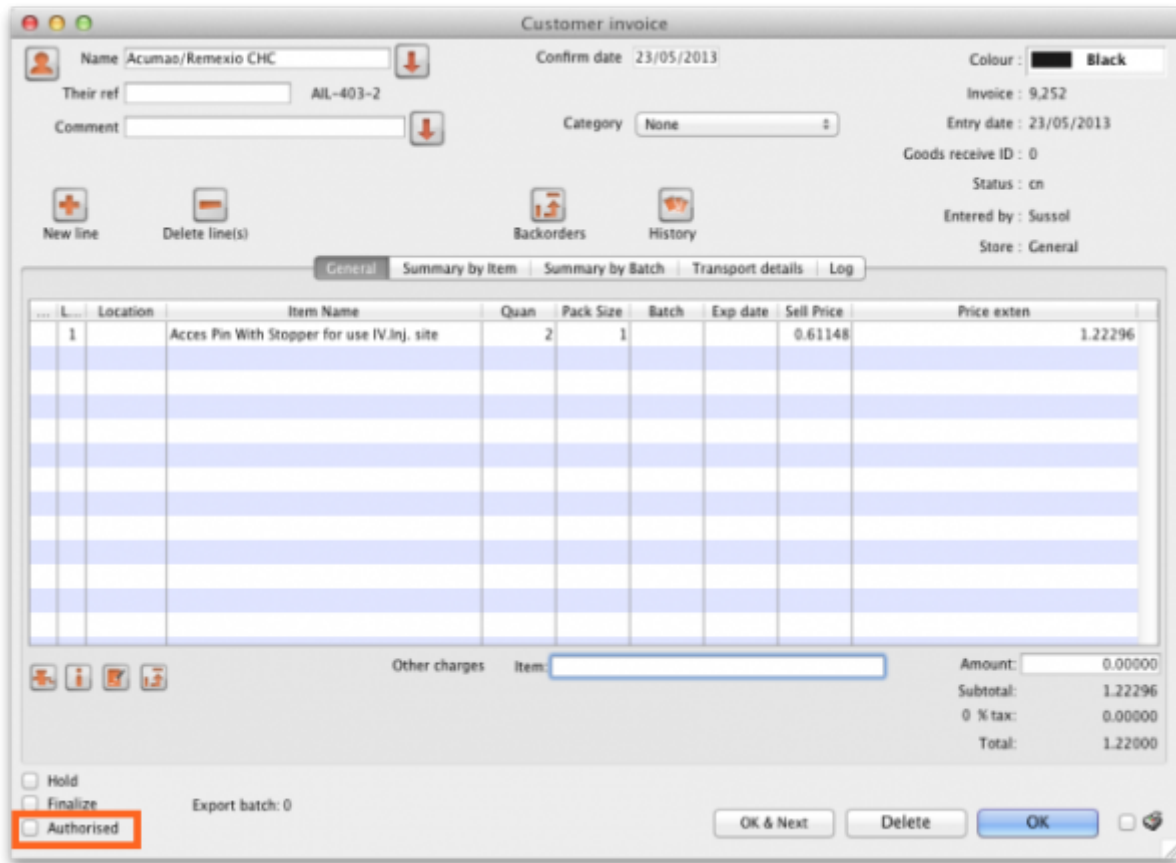 Customer invoice
Name Acumao/Remexio CHC
Confirm date 23/05/2013
Colour : Black
Their ref
AIL-403-2
Invoice : 9,252
Comment
Category None
Entry date : 23/05/2013
Goods receive ID : 0
Status : cn
New line
Delete line(s)
Backorders
History
Entered by : Sussol
Store : General
General Summary by Item Summary by Batch Transport details Log
... L... Location Item Name Quan Pack Size Batch Exp date Sell Price Price exten
1 Acces Pin With Stopper for use IV.Inj. site 2 1 0.61148 1.22296
Other charges Item:
Amount: 0.00000
Subtotal: 1.22296
0 % tax: 0.00000
Total: 1.22000
Hold
Finalize
Export batch: 0
Authorised
OK & Next
Delete
OK